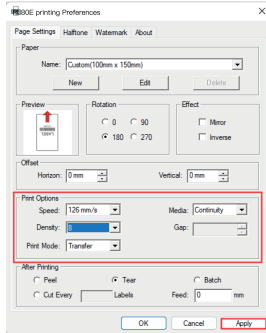 80E printing Preferences
Page Settings Halftone Watermark About
Paper
Name: Custom(100mm x 150mm)
New Edit Delete
Preview Rotation Effect
0 90 Mirror
180 270 Inverse
Offset
Horizon: 0 mm Vertical: 0 mm
Print Options
Speed: 126 mm/s Media: Continuity
Density: 8 Gap:
Print Mode: Transfer
After Printing
Peel Tear Batch
Cut Every Labels Feed: 0 mm
OK Cancel Apply